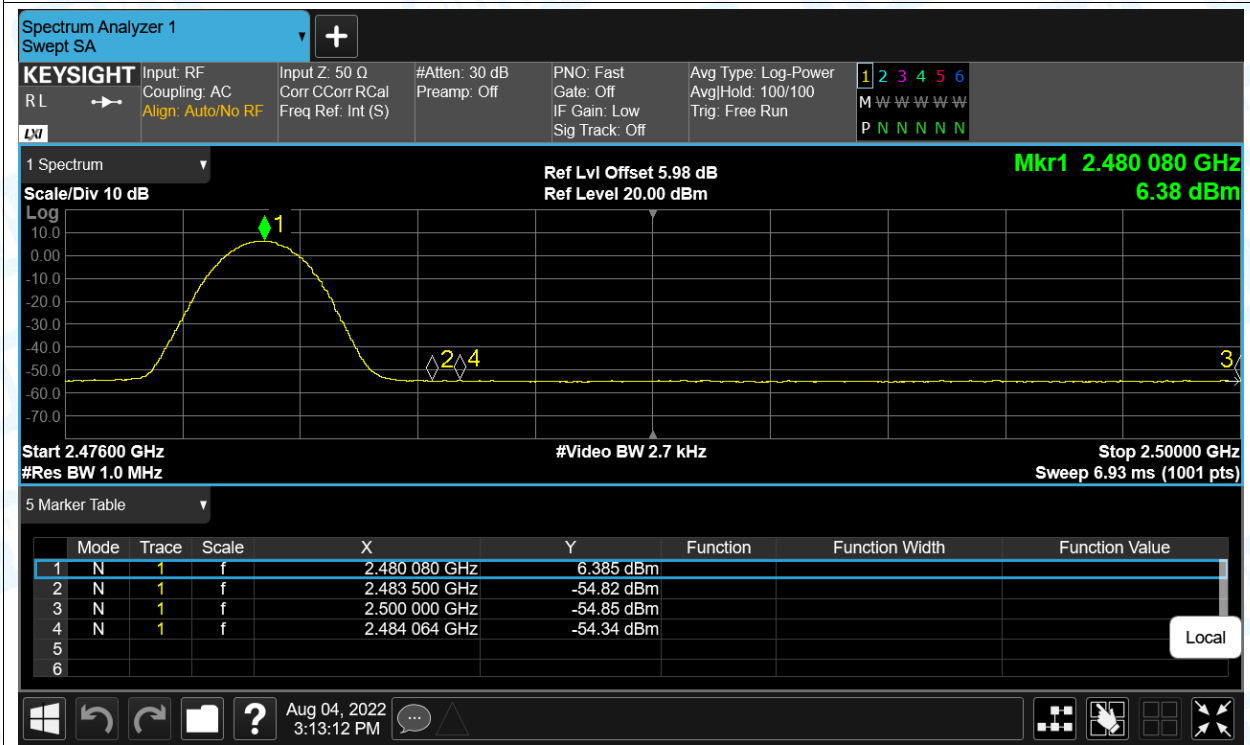 Spectrum Analyzer 1
Swept SA
KEYSIGHT Input: RF Input Z: 50 Ω #Atten: 30 dB PNO: Fast Avg Type: Log-Power 1 2 3 4 5 6
R L Coupling: AC Corr CCorr RCal Preamp: Off Gate: Off Avg|Hold: 100/100 M W W W W W
Align: Auto/No RF Freq Ref: Int (S) IF Gain: Low Trig: Free Run
LXI Sig Track: Off P N N N N N
1 Spectrum Ref Lvl Offset 5.98 dB Mkr1 2.480 080 GHz
Scale/Div 10 dB Ref Level 20.00 dBm 6.38 dBm
Log
1
10.0
0.00
-10.0
-20.0
-30.0
-40.0
2 4 3
-50.0
-60.0
-70.0
Start 2.47600 GHz #Video BW 2.7 kHz Stop 2.50000 GHz
#Res BW 1.0 MHz Sweep 6.93 ms (1001 pts)
5 Marker Table
Mode Trace Scale X Y Function Function Width Function Value
1 N 1 f 2.480 080 GHz 6.385 dBm
2 N 1 f 2.483 500 GHz -54.82 dBm
3 N 1 f 2.500 000 GHz -54.85 dBm
4 N 1 f 2.484 064 GHz -54.34 dBm
5
6
Local
? Aug 04, 2022
3:13:12 PM